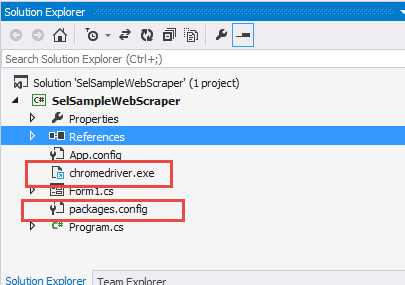 Solution Explorer
Search Solution Explorer (Ctrl+;)
Solution 'SelSampleWebScraper' (1 project)
C# SelSampleWebScraper
Properties
References
App.config
chromedriver.exe
Form1.cs
packages.config
C# Program.cs
Solution Explorer Team Explorer